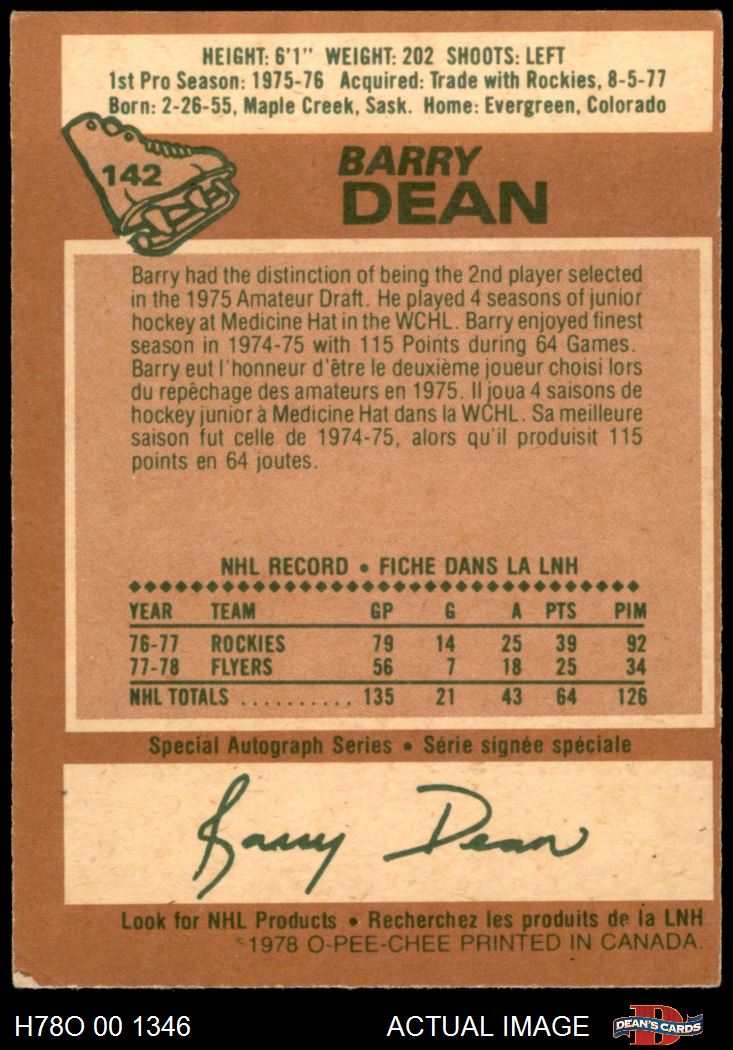 HEIGHT: 6'1" WEIGHT: 202 SHOOTS: LEFT
1st Pro Season: 1975-76 Acquired: Trade with Rockies, 8-5-77
Born: 2-26-55, Maple Creek, Sask. Home: Evergreen, Colorado
142
BARRY
DEAN
Barry had the distinction of being the 2nd player selected
in the 1975 Amateur Draft. He played 4 seasons of junior
hockey at Medicine Hat in the WCHL. Barry enjoyed finest
season in 1974-75 with 115 Points during 64 Games.
Barry eut l'honneur d'être le deuxième joueur choisi lors
du repêchage des amateurs en 1975. Il joua 4 saisons de
hockey junior à Medicine Hat dans la WCHL. Sa meilleure
saison fut celle de 1974-75, alors qu'il produisit 115
points en 64 joutes.
NHL RECORD • FICHE DANS LA LNH
YEAR TEAM GP G A PTS PIM
76-77 ROCKIES 79 14 25 39 92
77-78 FLYERS 56 7 18 25 34
NHL TOTALS .......... 135 21 43 64 126
Special Autograph Series • Série signée spéciale
Barry Dean
Look for NHL Products • Recherchez les produits de la LNH
©1978 O-PEE-CHEE PRINTED IN CANADA.
H78O 00 1346 ACTUAL IMAGE DEAN'S CARDS